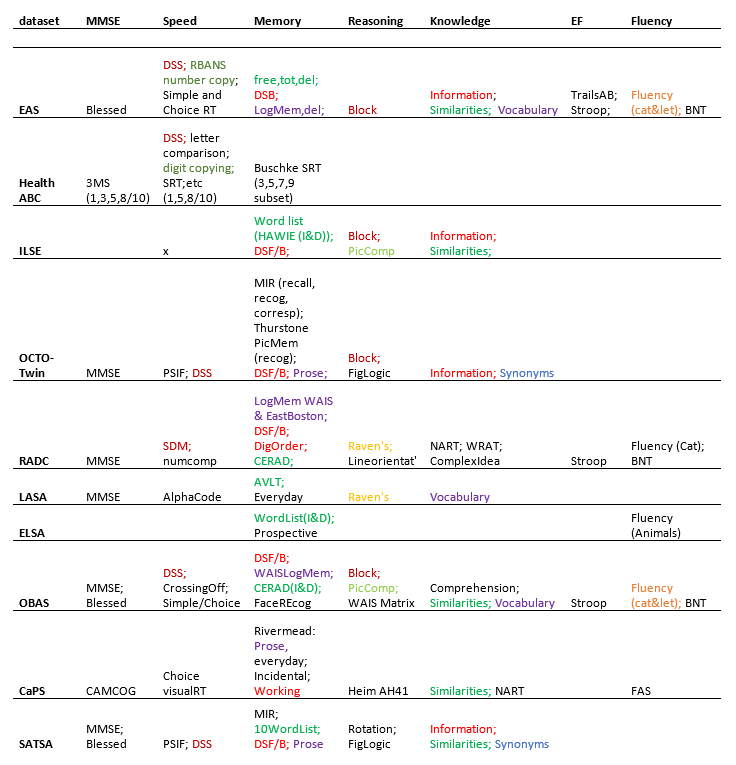 dataset MMSE Speed Memory Reasoning Knowledge EF Fluency
DSS; RBANS
number copy; free,tot,del;
Simple and DSB; Information; TrailsAB; Fluency
EAS Blessed Choice RT LogMem,del; Block Similarities; Vocabulary Stroop; (cat&let); BNT
DSS; letter
comparison;
digit copying; Buschke SRT
Health 3MS SRT;etc (3,5,7,9
ABC (1,3,5,8/10) (1,5,8/10) subset)
Word list
(HAWIE (I&D)); Block; Information;
ILSE x DSF/B; PicComp Similarities;
MIR (recall,
recog,
corresp);
Thurstone
PicMem
OCTO- (recog); Block;
Twin MMSE PSIF; DSS DSF/B; Prose; FigLogic Information; Synonyms
LogMem WAIS
& EastBoston;
DSF/B;
SDM; DigOrder; Raven's; NART; WRAT; Fluency (Cat);
RADC MMSE numcomp CERAD; Lineorientat' ComplexIdea Stroop BNT
AVLT;
LASA MMSE AlphaCode Everyday Raven's Vocabulary
WordList(I&D); Fluency
ELSA Prospective (Animals)
DSF/B;
DSS; WAISLogMem; Block;
MMSE; CrossingOff; CERAD(I&D); PicComp; Comprehension; Fluency
OBAS Blessed Simple/Choice FaceREcog WAIS Matrix Similarities; Vocabulary Stroop (cat&let); BNT
Rivermead:
Prose,
everyday;
Choice Incidental;
CaPS CAMCOG visualRT Working Heim AH41 Similarities; NART FAS
MIR;
MMSE; 10WordList; Rotation; Information;
SATSA Blessed PSIF; DSS DSF/B; Prose FigLogic Similarities; Synonyms